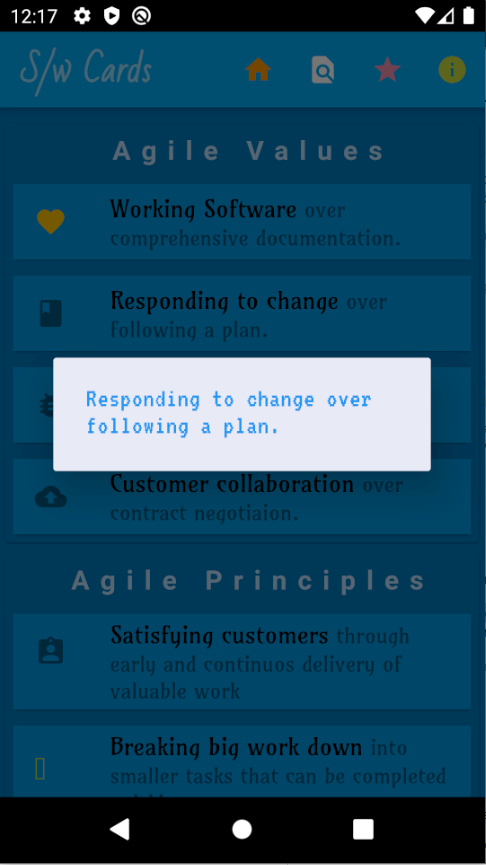 12:17
S/w Cards
Agile Values
Working Software over
comprehensive documentation.
Responding to change over
following a plan.
Responding to change over
following a plan.
Customer collaboration over
contract negotiaion.
Agile Principles
Satisfying customers through
early and continuos delivery of
valuable work
Breaking big work down into
smaller tasks that can be completed